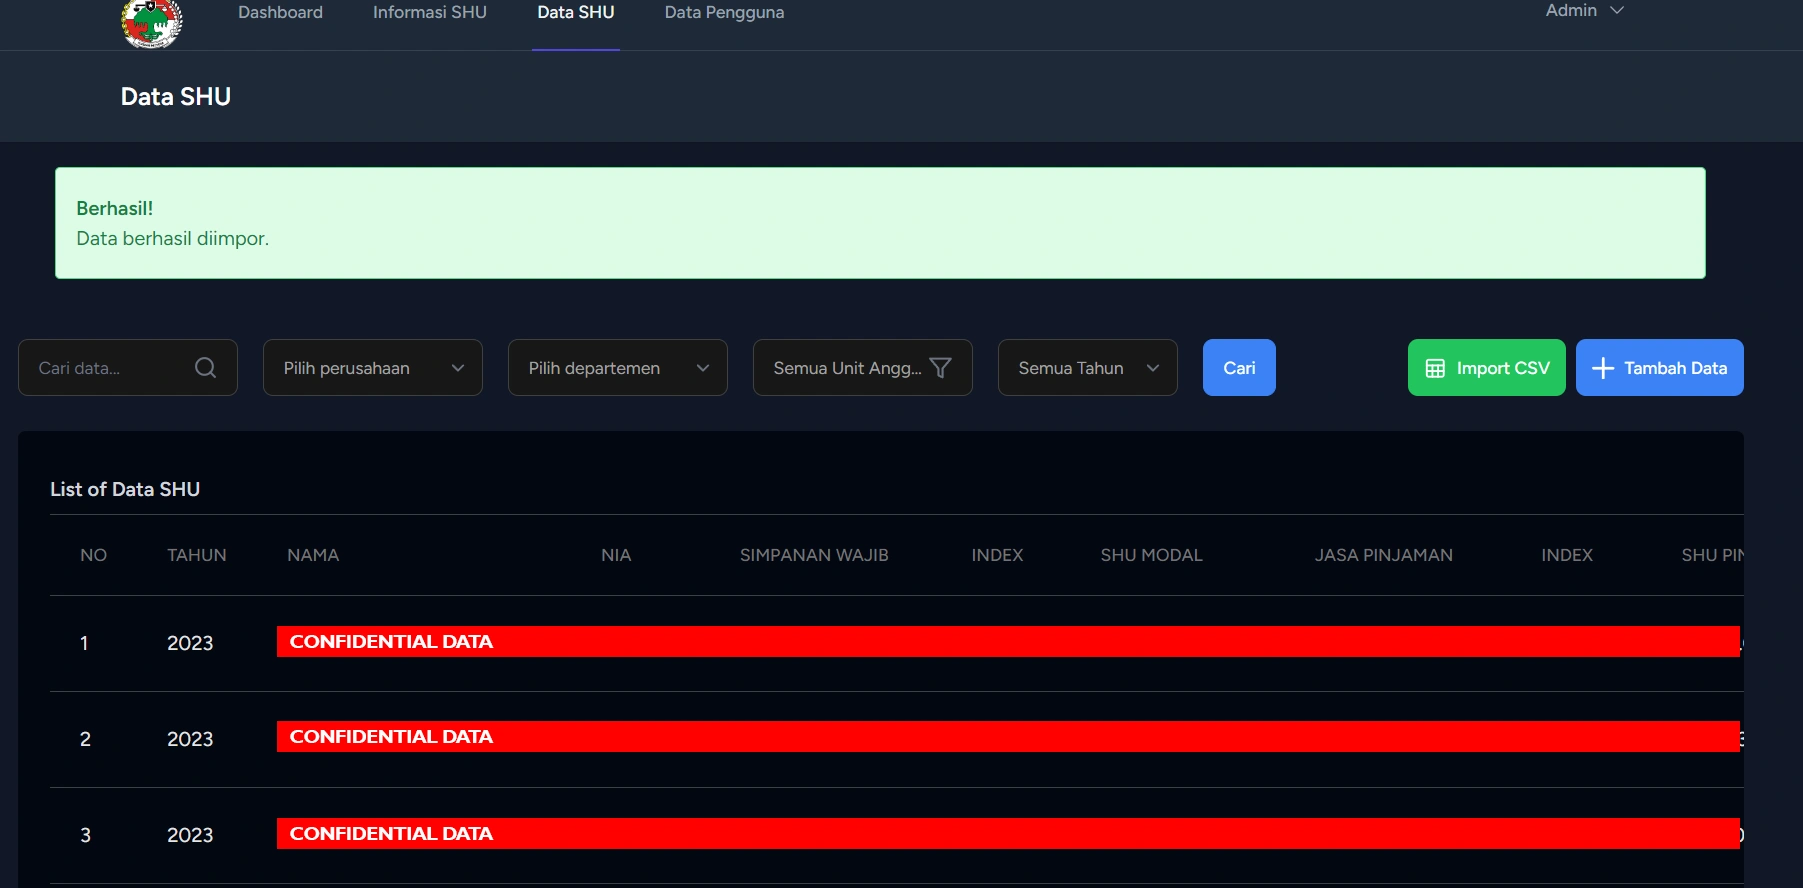 Dashboard
Informasi SHU
Data SHU
Data Pengguna
Admin
Data SHU
Berhasil!
Data berhasil diimpor.
Cari data...
Pilih perusahaan
Pilih departemen
Semua Unit Angg...
Semua Tahun
Cari
Import CSV
Tambah Data
List of Data SHU
NO TAHUN NAMA NIA SIMPANAN WAJIB INDEX SHU MODAL JASA PINJAMAN INDEX SHU PIN
1 2023 CONFIDENTIAL DATA
2 2023 CONFIDENTIAL DATA
3 2023 CONFIDENTIAL DATA